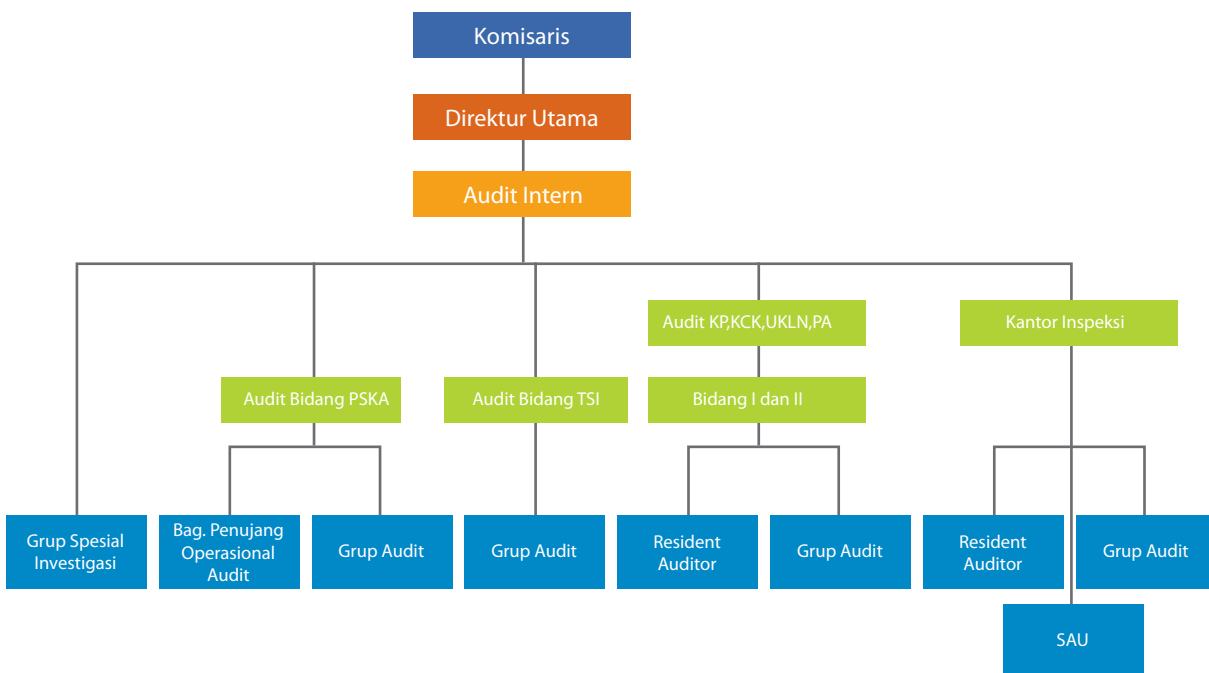 Komisaris
Direktur Utama
Audit Intern
Audit KP,KCK,UKLN,PA
Kantor Inspeksi
Audit Bidang PSKA
Audit Bidang TSI
Bidang I dan II
Grup Spesial
Investigasi
Bag. Penujang
Operasional
Audit
Grup Audit
Grup Audit
Resident
Auditor
Grup Audit
Resident
Auditor
Grup Audit
SAU